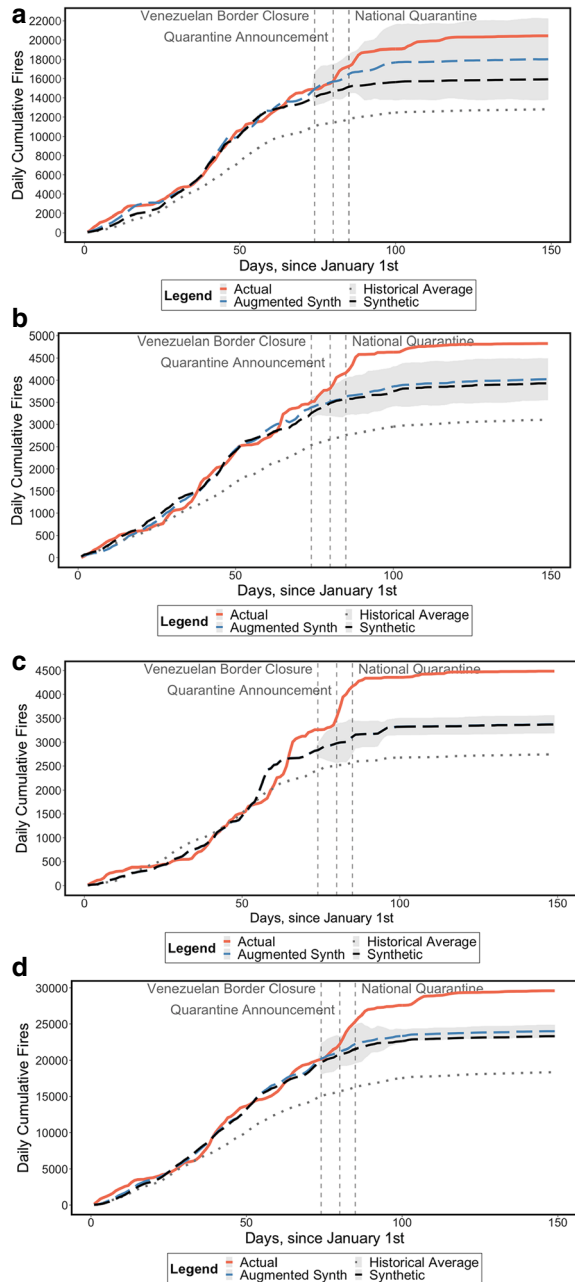 a
Venezuelan Border Closure National Quarantine
Quarantine Announcement
22000
20000
18000
16000
14000
12000
10000
8000
6000
4000
2000
0
Daily Cumulative Fires
0 50 100 150
Days, since January 1st
Legend Actual Historical Average
Augmented Synth Synthetic
b
Venezuelan Border Closure National Quarantine
Quarantine Announcement
5000
4500
4000
3500
3000
2500
2000
1500
1000
500
0
Daily Cumulative Fires
0 50 100 150
Days, since January 1st
Legend Actual Historical Average
Augmented Synth Synthetic
c
Venezuelan Border Closure National Quarantine
Quarantine Announcement
4500
4000
3500
3000
2500
2000
1500
1000
500
0
Daily Cumulative Fires
0 50 100 150
Days, since January 1st
Legend Actual Historical Average
Augmented Synth Synthetic
d
Venezuelan Border Closure National Quarantine
Quarantine Announcement
30000
25000
20000
15000
10000
5000
0
Daily Cumulative Fires
0 50 100 150
Days, since January 1st
Legend Actual Historical Average
Augmented Synth Synthetic